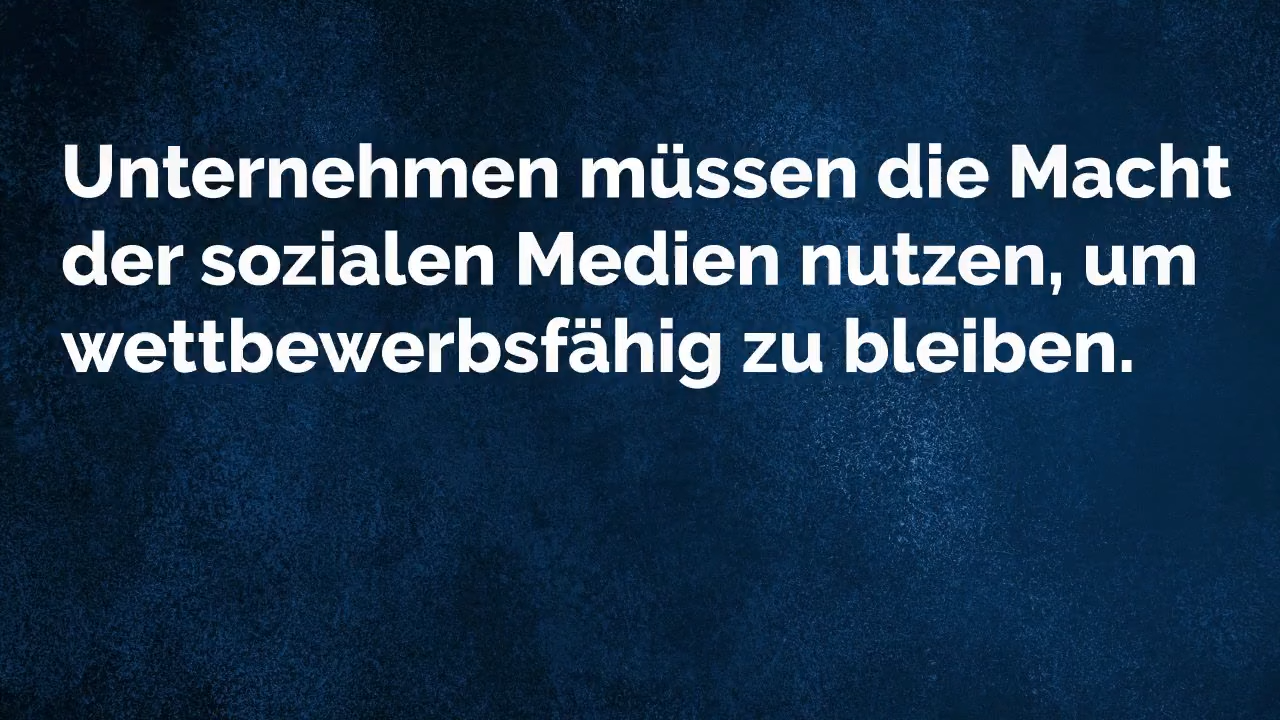 Unternehmen müssen die Macht
der sozialen Medien nutzen, um
wettbewerbsfähig zu bleiben.